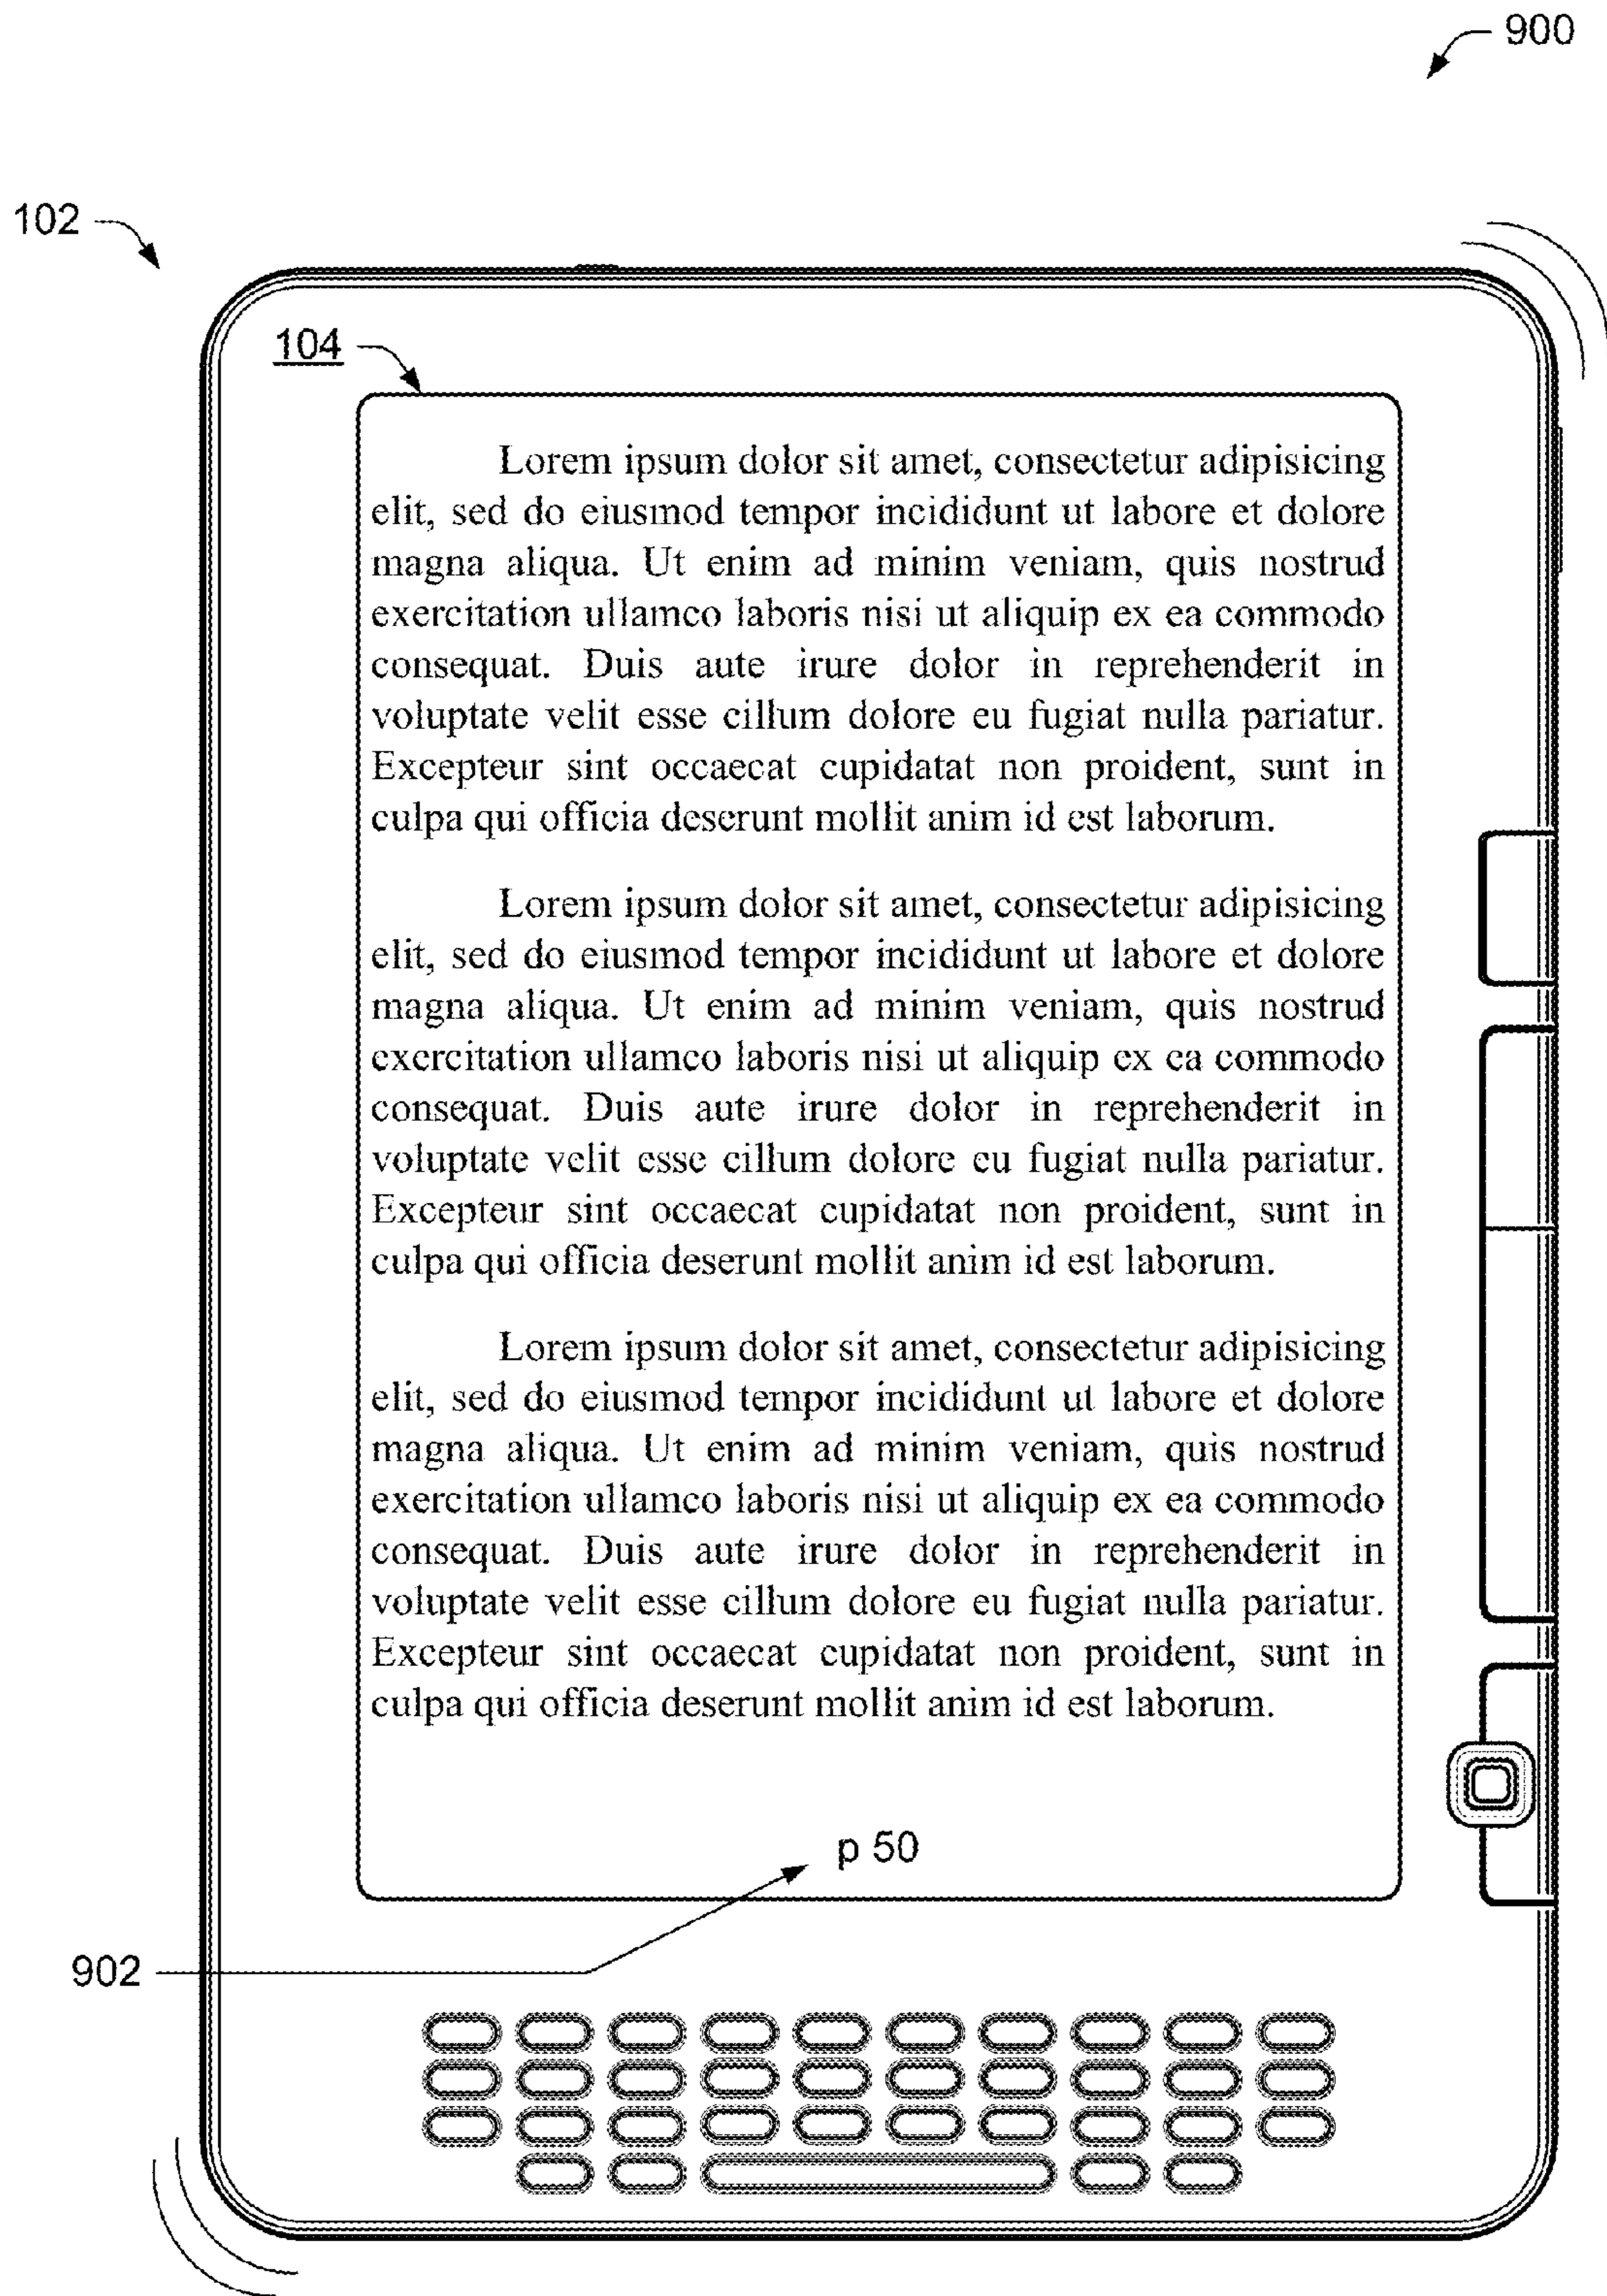 900
102
104
Lorem ipsum dolor sit amet, consectetur adipisicing
elit, sed do eiusmod tempor incididunt ut labore et dolore
magna aliqua. Ut enim ad minim veniam, quis nostrud
exercitation ullamco laboris nisi ut aliquip ex ea commodo
consequat. Duis aute irure dolor in reprehenderit in
voluptate velit esse cillum dolore eu fugiat nulla pariatur.
Excepteur sint occaecat cupidatat non proident, sunt in
culpa qui officia deserunt mollit anim id est laborum.
Lorem ipsum dolor sit amet, consectetur adipisicing
elit, sed do eiusmod tempor incididunt ut labore et dolore
magna aliqua. Ut enim ad minim veniam, quis nostrud
exercitation ullamco laboris nisi ut aliquip ex ea commodo
consequat. Duis aute irure dolor in reprehenderit in
voluptate velit esse cillum dolore eu fugiat nulla pariatur.
Excepteur sint occaecat cupidatat non proident, sunt in
culpa qui officia deserunt mollit anim id est laborum.
Lorem ipsum dolor sit amet, consectetur adipisicing
elit, sed do eiusmod tempor incididunt ut labore et dolore
magna aliqua. Ut enim ad minim veniam, quis nostrud
exercitation ullamco laboris nisi ut aliquip ex ea commodo
consequat. Duis aute irure dolor in reprehenderit in
voluptate velit esse cillum dolore eu fugiat nulla pariatur.
Excepteur sint occaecat cupidatat non proident, sunt in
culpa qui officia deserunt mollit anim id est laborum.
p 50
902